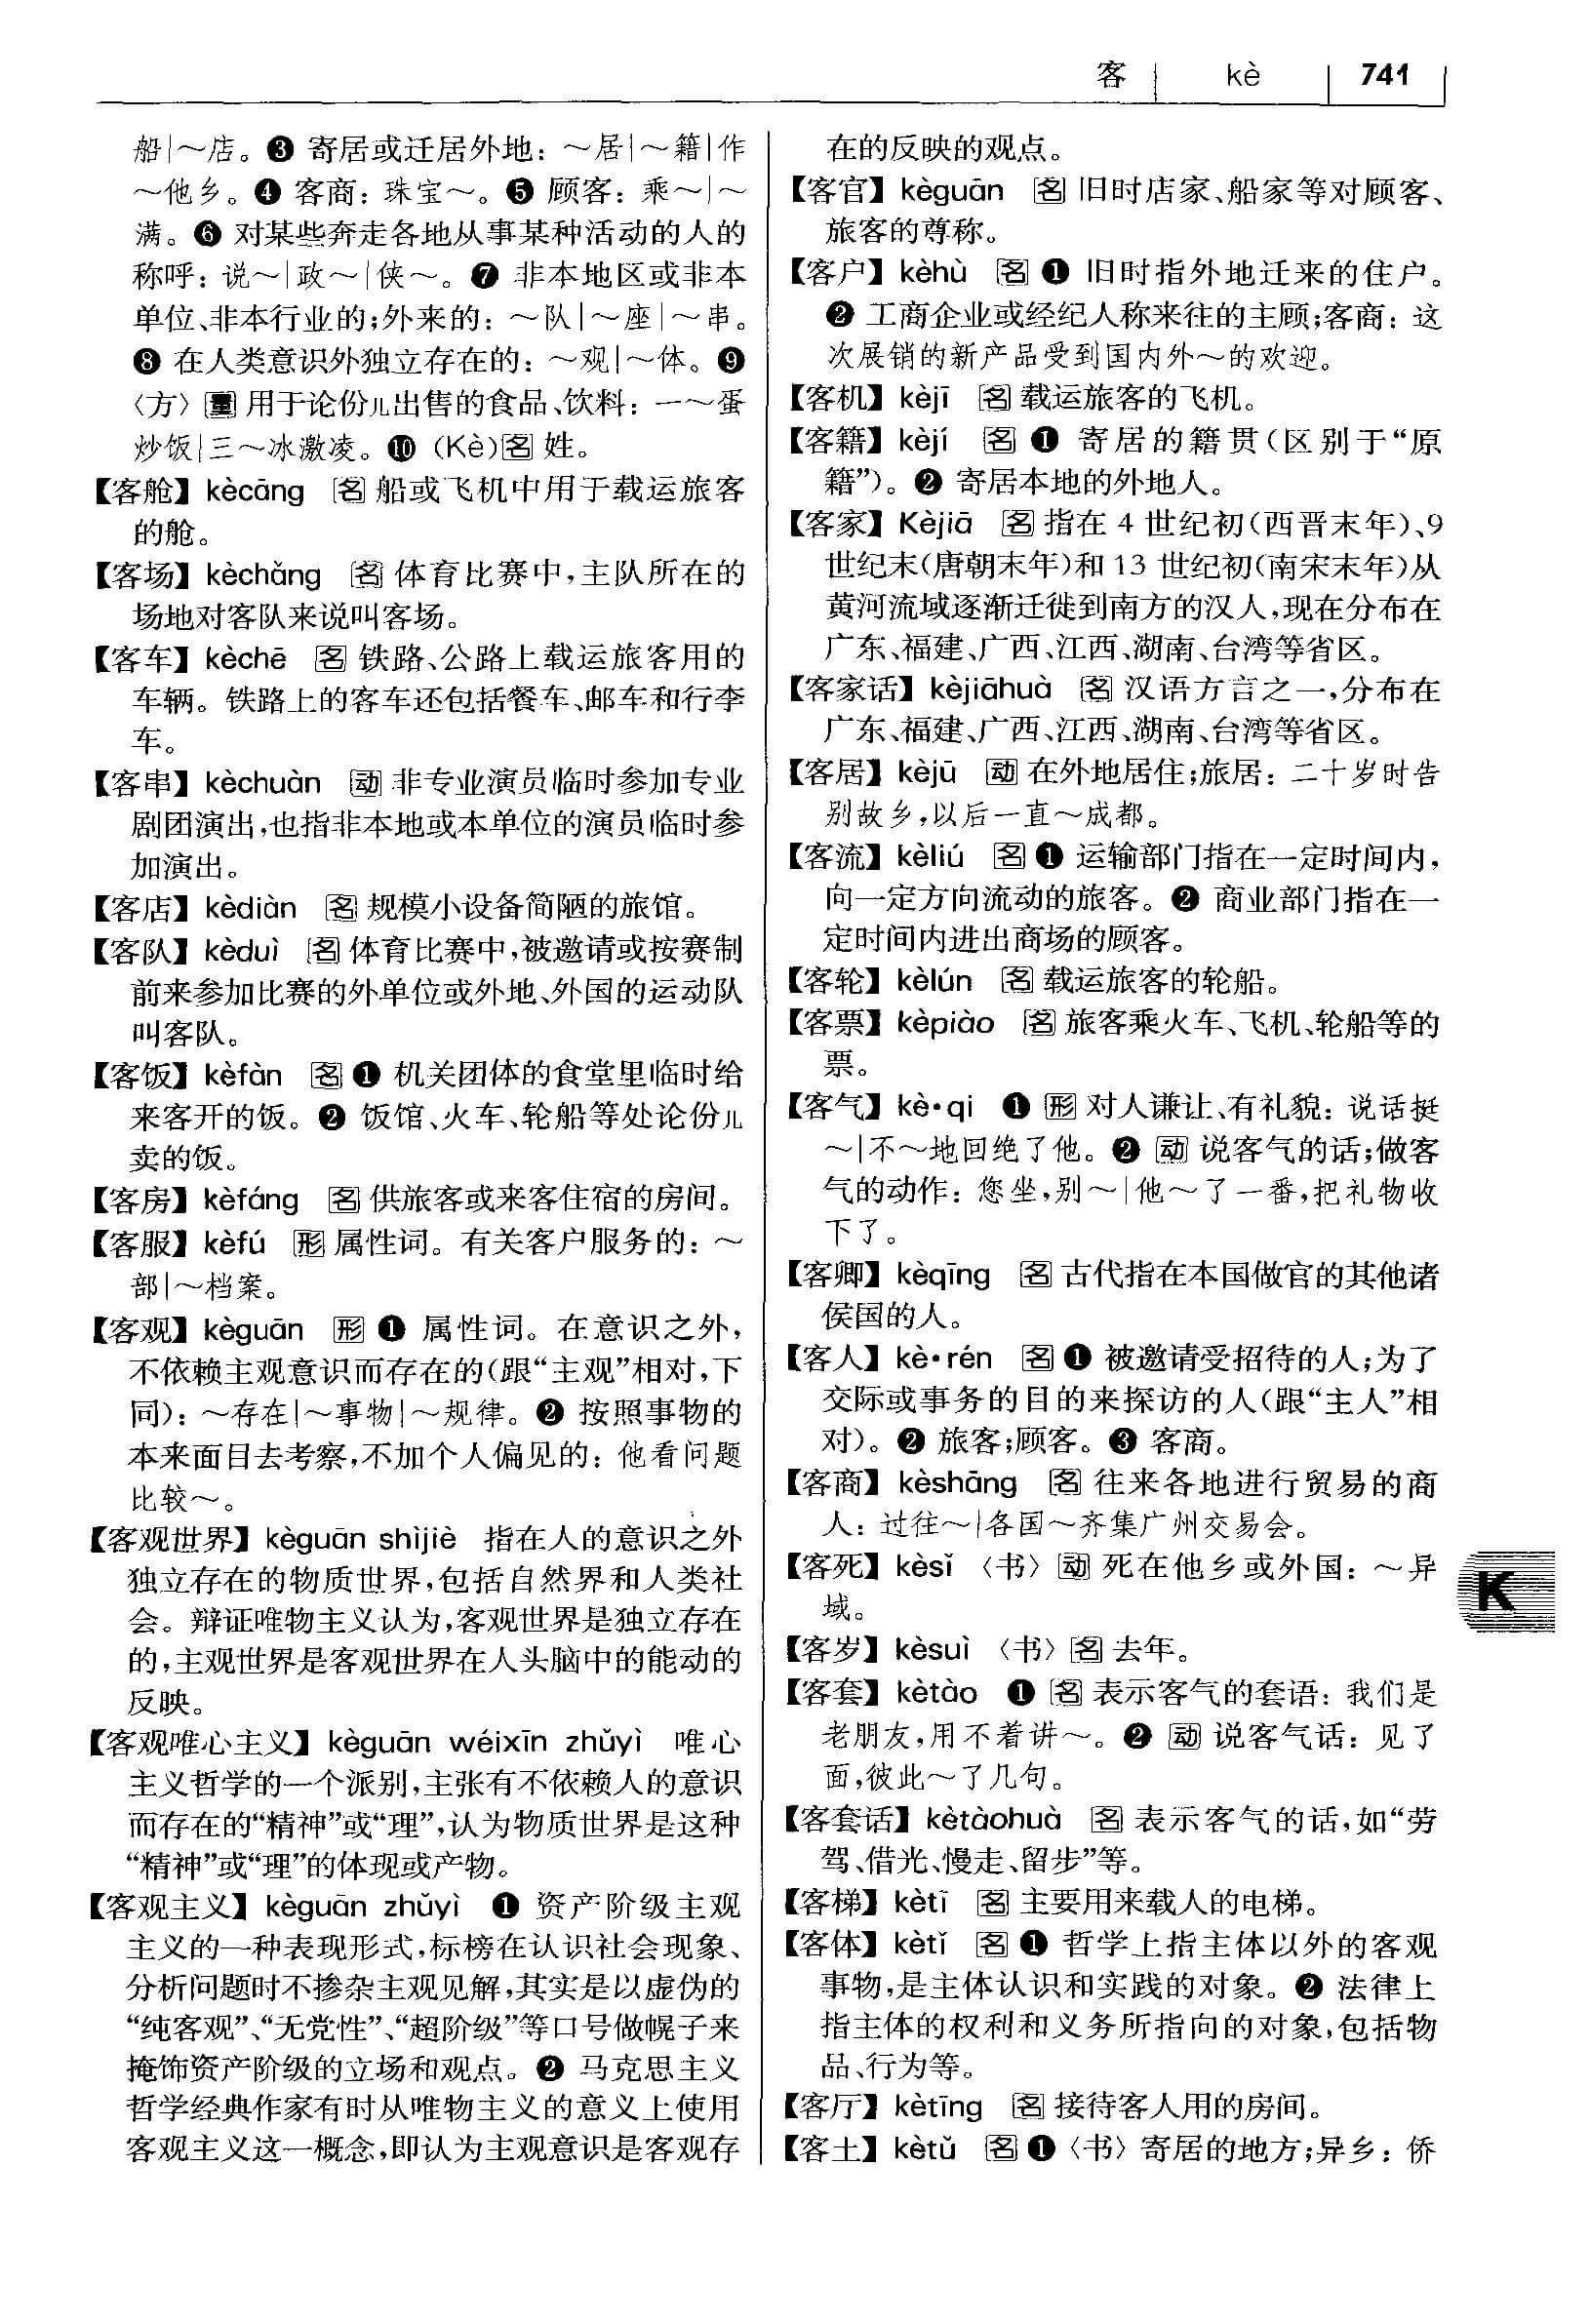 客 kè 741
船|～店。❸ 寄居或迁居外地：～居|～籍|作
～他乡。❹ 客商：珠宝～。❺ 顾客：乘～|～
满。❻ 对某些奔走各地从事某种活动的人的
称呼：说～|政～|侠～。❼ 非本地区或非本
单位、非本行业的;外来的：～队|～座|～串。
❽ 在人类意识外独立存在的：～观|～体。❾
〈方〉量 用于论份儿出售的食品、饮料：一～蛋
炒饭|三～冰激凌。❿ (Kè)名 姓。
【客舱】kècāng 名 船或飞机中用于载运旅客
的舱。
【客场】kèchǎng 名 体育比赛中,主队所在的
场地对客队来说叫客场。
【客车】kèchē 名 铁路、公路上载运旅客用的
车辆。铁路上的客车还包括餐车、邮车和行李
车。
【客串】kèchuàn 动 非专业演员临时参加专业
剧团演出,也指非本地或本单位的演员临时参
加演出。
【客店】kèdiàn 名 规模小设备简陋的旅馆。
【客队】kèduì 名 体育比赛中,被邀请或按赛制
前来参加比赛的外单位或外地、外国的运动队
叫客队。
【客饭】kèfàn 名 ❶ 机关团体的食堂里临时给
来客开的饭。❷ 饭馆、火车、轮船等处论份儿
卖的饭。
【客房】kèfáng 名 供旅客或来客住宿的房间。
【客服】kèfú 形 属性词。有关客户服务的：～
部|～档案。
【客观】kèguān 形 ❶ 属性词。在意识之外,
不依赖主观意识而存在的(跟“主观”相对,下
同)：～存在|～事物|～规律。❷ 按照事物的
本来面目去考察,不加个人偏见的：他看问题
比较～。
【客观世界】kèguān shìjiè 指在人的意识之外
独立存在的物质世界,包括自然界和人类社
会。辩证唯物主义认为,客观世界是独立存在
的,主观世界是客观世界在人头脑中的能动的
反映。
【客观唯心主义】kèguān wéixīn zhǔyì 唯心
主义哲学的一个派别,主张有不依赖人的意识
而存在的“精神”或“理”,认为物质世界是这种
“精神”或“理”的体现或产物。
【客观主义】kèguān zhǔyì ❶ 资产阶级主观
主义的一种表现形式,标榜在认识社会现象、
分析问题时不掺杂主观见解,其实是以虚伪的
“纯客观”、“无党性”、“超阶级”等口号做幌子来
掩饰资产阶级的立场和观点。❷ 马克思主义
哲学经典作家有时从唯物主义的意义上使用
客观主义这一概念,即认为主观意识是客观存
在的反映的观点。
【客官】kèguān 名 旧时店家、船家等对顾客、
旅客的尊称。
【客户】kèhù 名 ❶ 旧时指外地迁来的住户。
❷ 工商企业或经纪人称来往的主顾;客商：这
次展销的新产品受到国内外～的欢迎。
【客机】kèjī 名 载运旅客的飞机。
【客籍】kèjí 名 ❶ 寄居的籍贯(区别于“原
籍”)。❷ 寄居本地的外地人。
【客家】Kèjiā 名 指在 4 世纪初(西晋末年)、9
世纪末(唐朝末年)和 13 世纪初(南宋末年)从
黄河流域逐渐迁徙到南方的汉人,现在分布在
广东、福建、广西、江西、湖南、台湾等省区。
【客家话】kèjiāhuà 名 汉语方言之一,分布在
广东、福建、广西、江西、湖南、台湾等省区。
【客居】kèjū 动 在外地居住;旅居：二十岁时告
别故乡,以后一直～成都。
【客流】kèliú 名 ❶ 运输部门指在一定时间内,
向一定方向流动的旅客。❷ 商业部门指在一
定时间内进出商场的顾客。
【客轮】kèlún 名 载运旅客的轮船。
【客票】kèpiào 名 旅客乘火车、飞机、轮船等的
票。
【客气】kè·qi ❶ 形 对人谦让、有礼貌：说话挺
～|不～地回绝了他。❷ 动 说客气的话;做客
气的动作：您坐,别～|他～了一番,把礼物收
下了。
【客卿】kèqīng 名 古代指在本国做官的其他诸
侯国的人。
【客人】kè·rén 名 ❶ 被邀请受招待的人;为了
交际或事务的目的来探访的人(跟“主人”相
对)。❷ 旅客;顾客。❸ 客商。
【客商】kèshāng 名 往来各地进行贸易的商
人：过往～|各国～齐集广州交易会。
【客死】kèsǐ 〈书〉动 死在他乡或外国：～异
域。
K
【客岁】kèsuì 〈书〉名 去年。
【客套】kètào ❶ 名 表示客气的套语：我们是
老朋友,用不着讲～。❷ 动 说客气话：见了
面,彼此～了几句。
【客套话】kètàohuà 名 表示客气的话,如“劳
驾、借光、慢走、留步”等。
【客梯】kètī 名 主要用来载人的电梯。
【客体】kètǐ 名 ❶ 哲学上指主体以外的客观
事物,是主体认识和实践的对象。❷ 法律上
指主体的权利和义务所指向的对象,包括物
品、行为等。
【客厅】kètīng 名 接待客人用的房间。
【客土】kètǔ 名 ❶〈书〉寄居的地方;异乡：侨